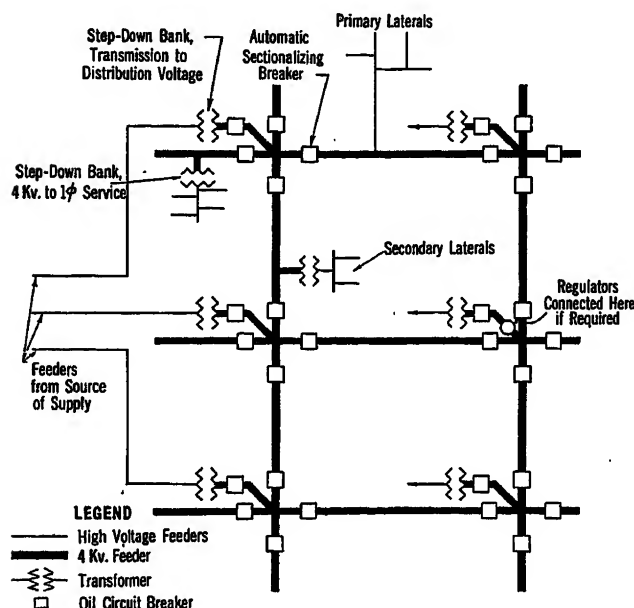 Primary Laterals
Step-Down Bank,
Transmission to
Distribution Voltage
Automatic
Sectionalizing
Breaker
Step-Down Bank,
4 Kv. to 1ϕ Service
Secondary Laterals
Regulators
Connected Here
if Required
Feeders
from Source
of Supply
LEGEND
High Voltage Feeders
4 Kv. Feeder
Transformer
Oil Circuit Breaker